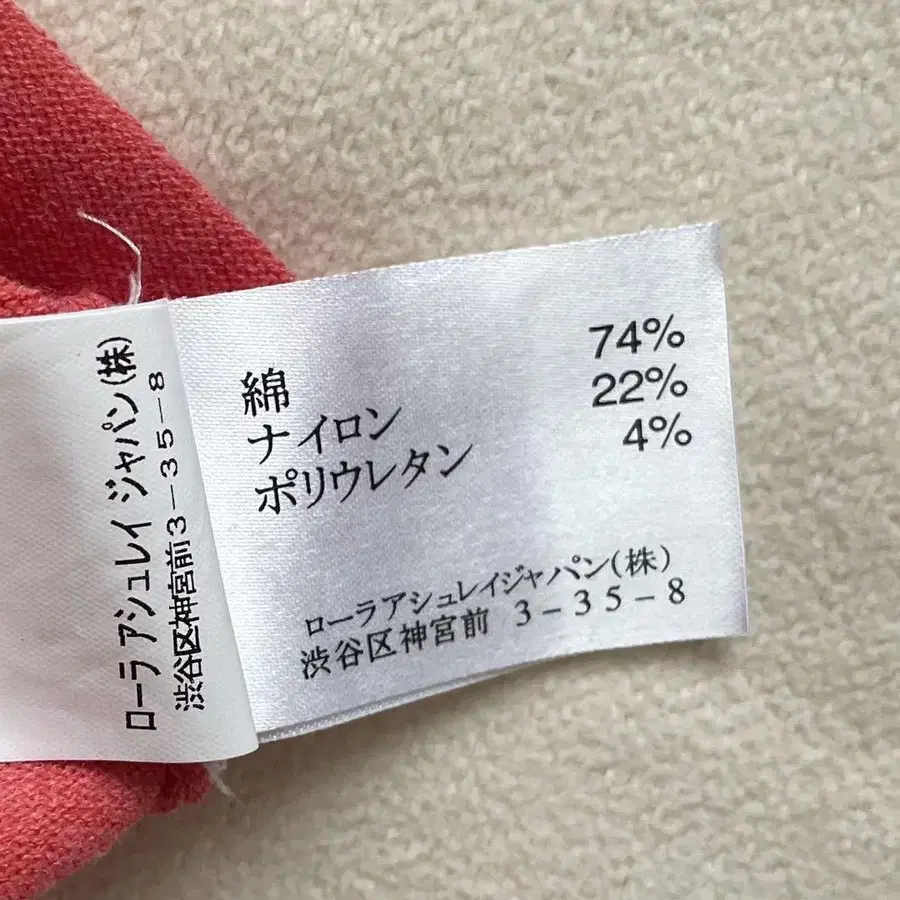 ローラ アシュレイ ジャパン(株)
渋谷区神宮前3-35-8
綿 74%
ナイロン 22%
ポリウレタン 4%
ローラアシュレイジャパン(株)
渋谷区神宮前 3-35-8